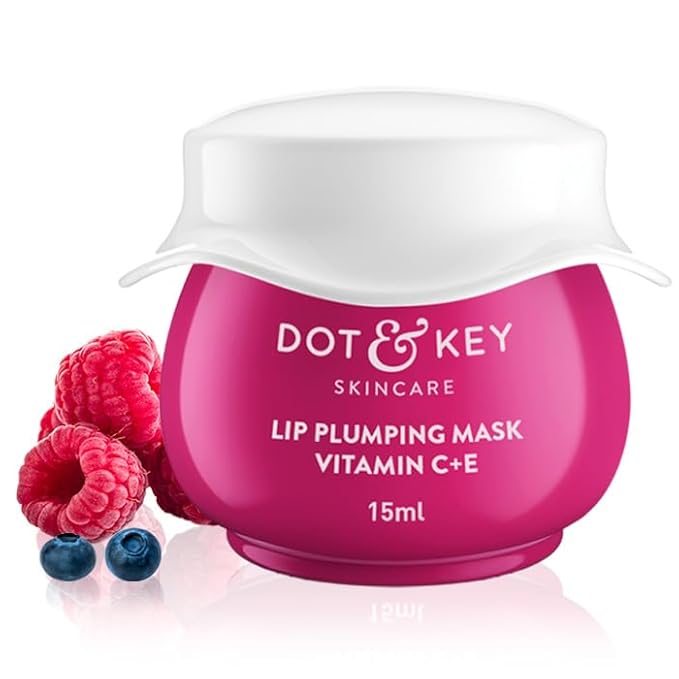 DOT & KEY
SKINCARE
LIP PLUMPING MASK
VITAMIN C+E
15ml